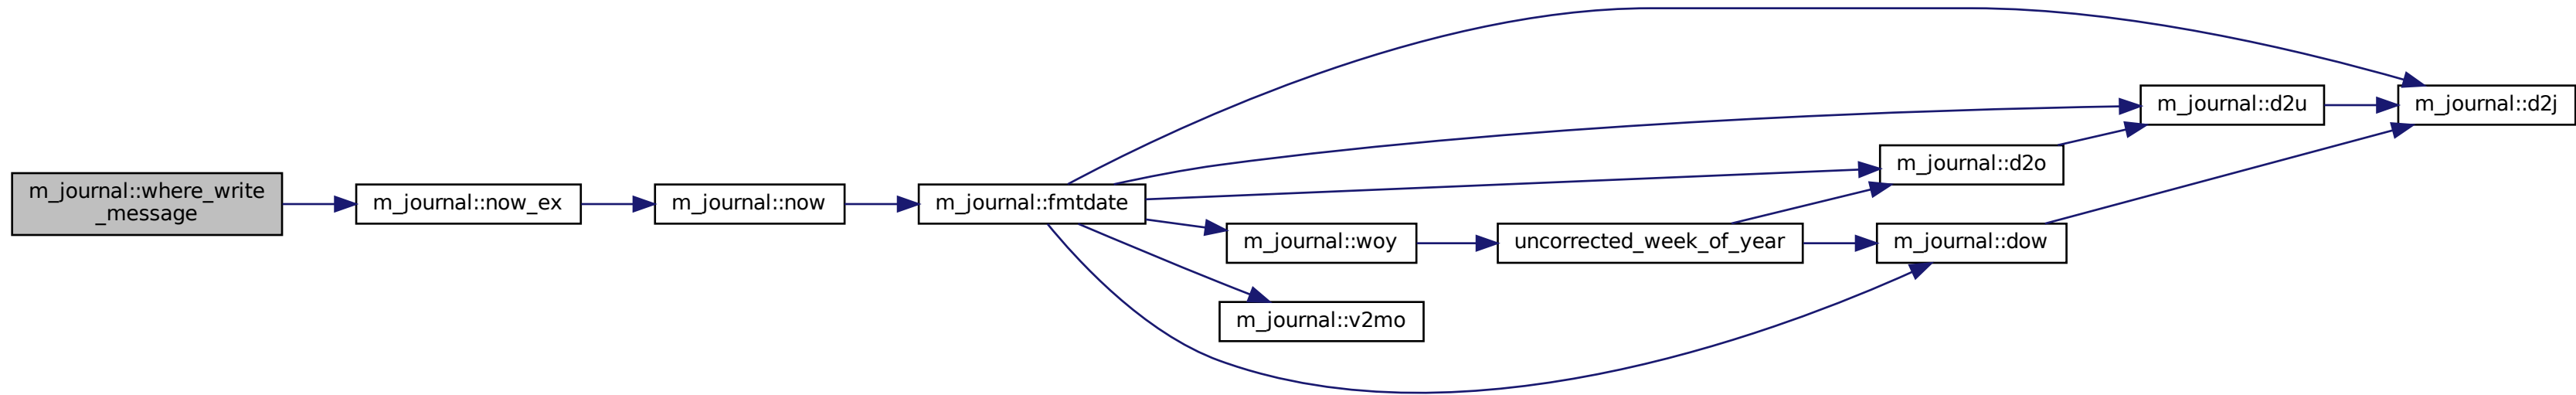 m_journal::where_write
_message
m_journal::now_ex
m_journal::now
m_journal::fmtdate
m_journal::woy
m_journal::v2mo
uncorrected_week_of_year
m_journal::d2o
m_journal::dow
m_journal::d2u
m_journal::d2j